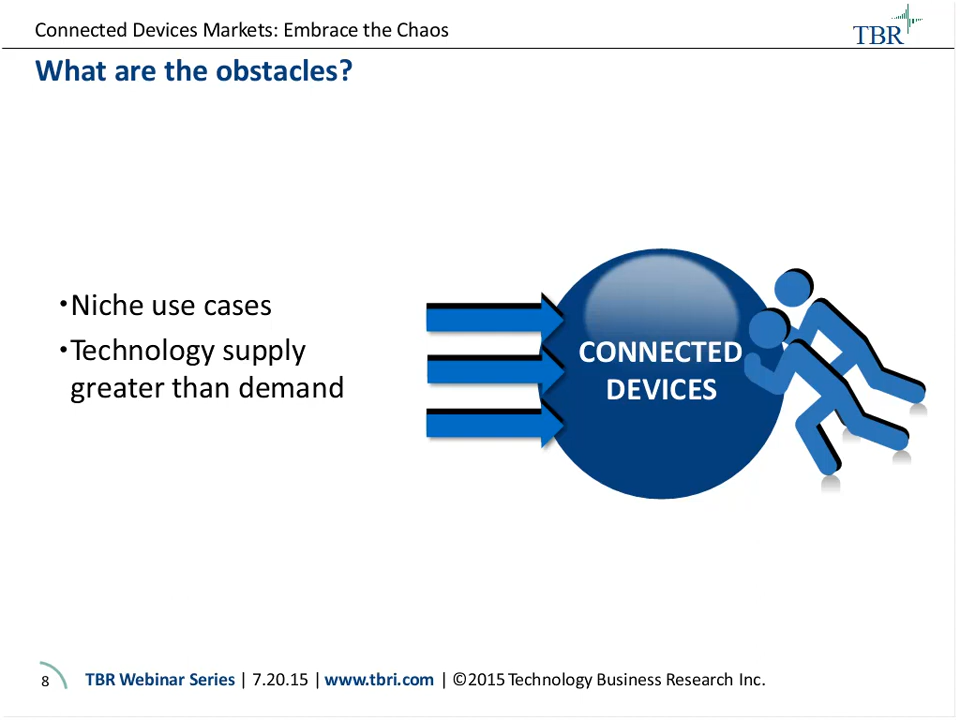 Connected Devices Markets: Embrace the Chaos
TBR
What are the obstacles?
•Niche use cases
•Technology supply
greater than demand
CONNECTED
DEVICES
8
TBR Webinar Series | 7.20.15 | www.tbri.com | ©2015 Technology Business Research Inc.